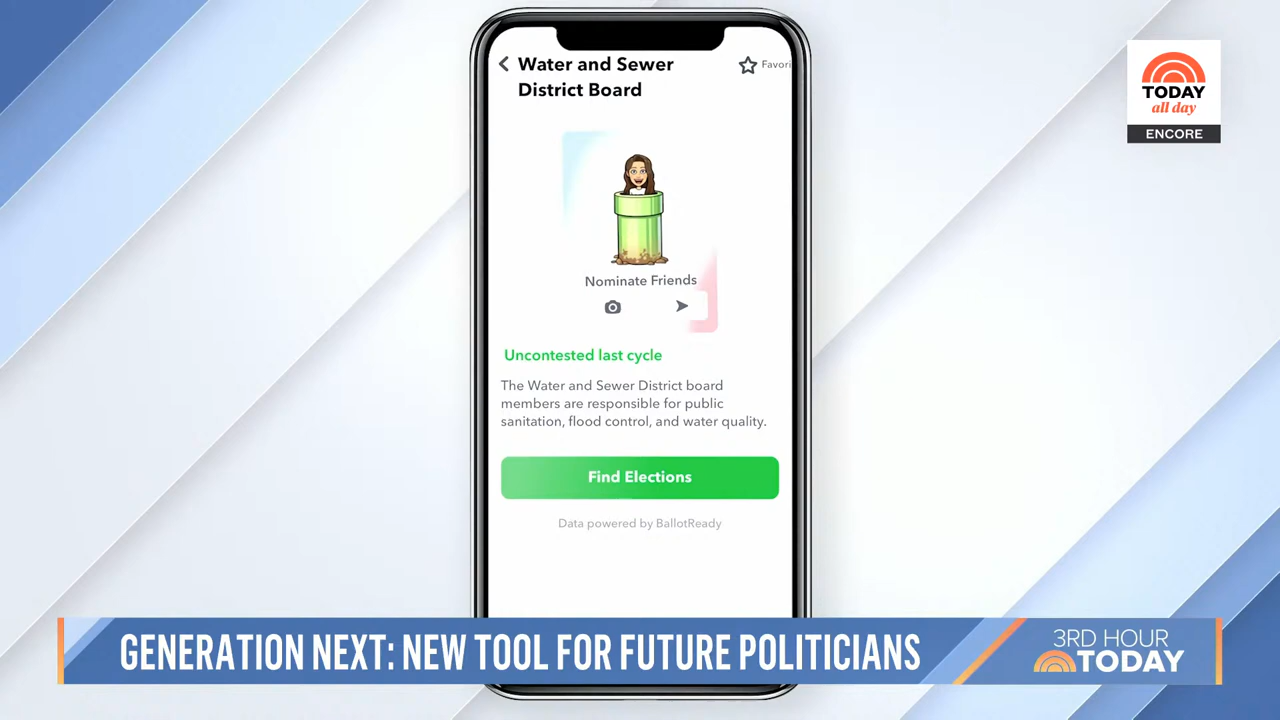 Water and Sewer
District Board
Favori
TODAY
all day
ENCORE
Nominate Friends
Uncontested last cycle
The Water and Sewer District board
members are responsible for public
sanitation, flood control, and water quality.
Find Elections
Data powered by BallotReady
GENERATION NEXT: NEW TOOL FOR FUTURE POLITICIANS
3RD HOUR
TODAY